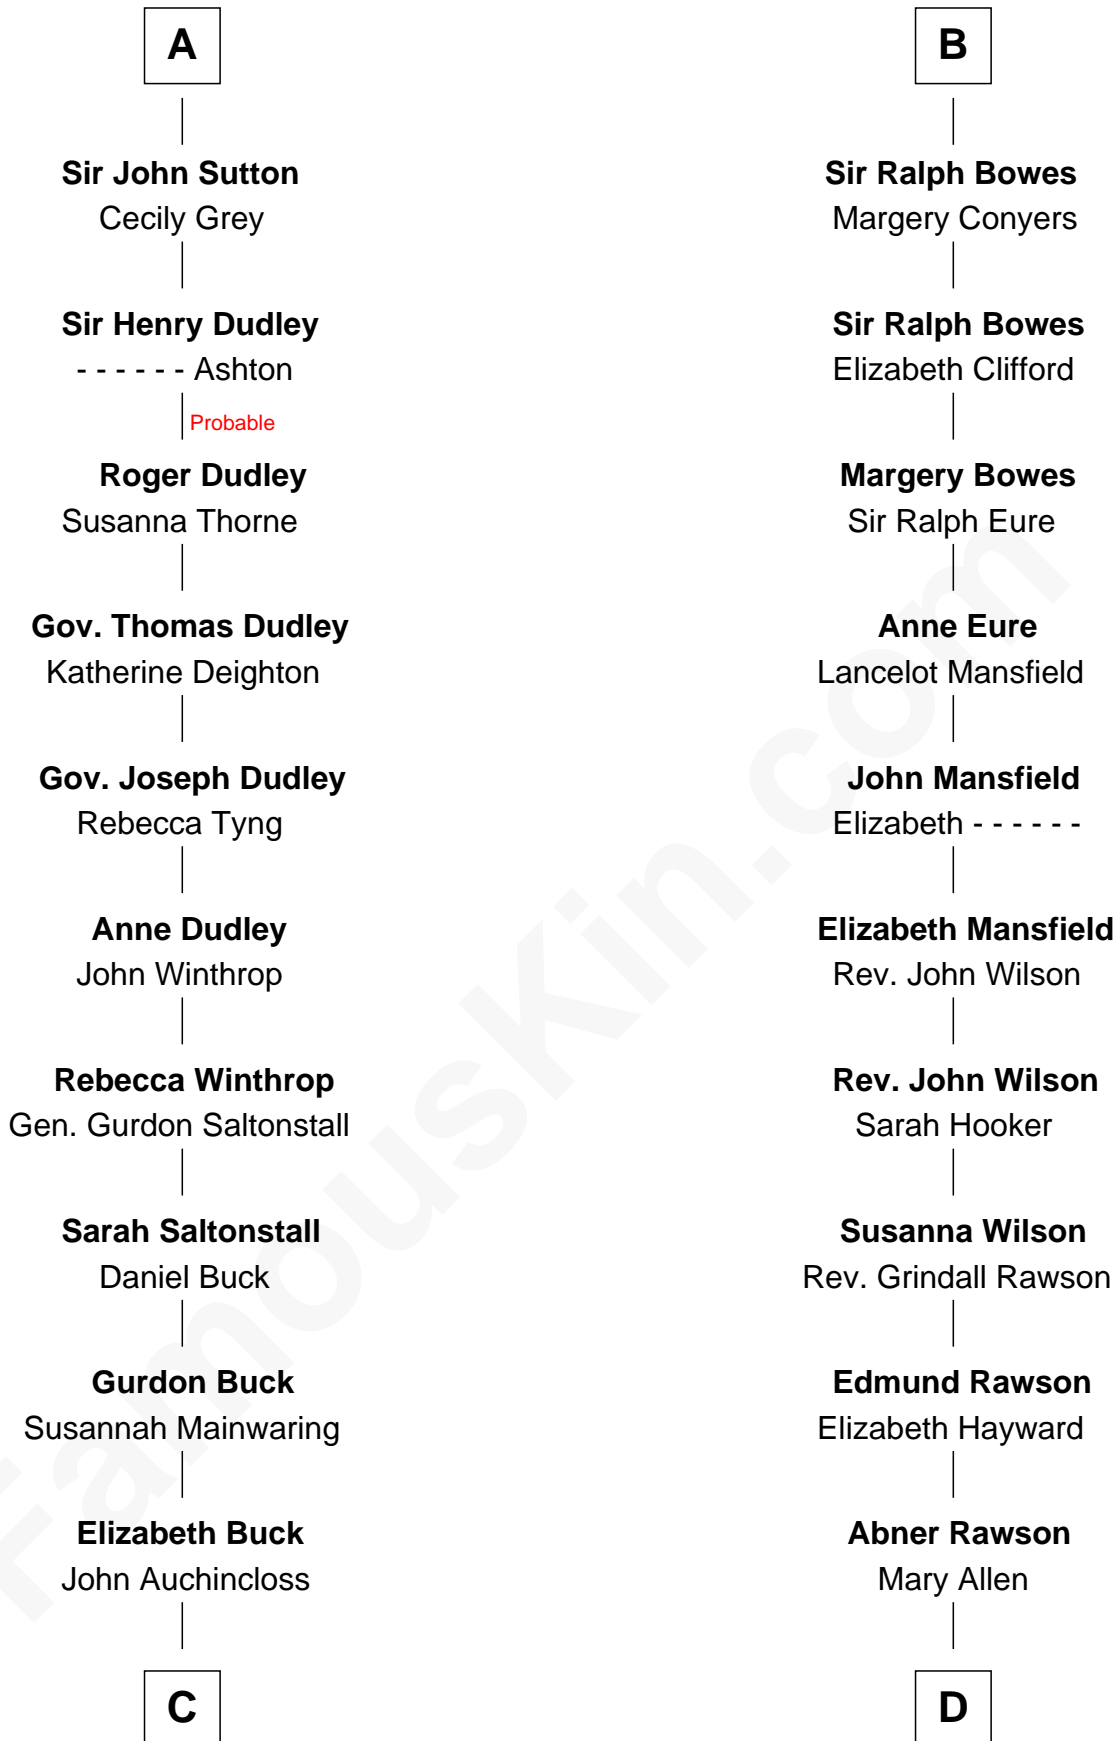 A
Sir John Sutton
Cecily Grey
Sir Henry Dudley
- - - - - - Ashton
Probable
Roger Dudley
Susanna Thorne
Gov. Thomas Dudley
Katherine Deighton
Gov. Joseph Dudley
Rebecca Tyng
Anne Dudley
John Winthrop
Rebecca Winthrop
Gen. Gurdon Saltonstall
Sarah Saltonstall
Daniel Buck
Gurdon Buck
Susannah Mainwaring
Elizabeth Buck
John Auchincloss
C
B
Sir Ralph Bowes
Margery Conyers
Sir Ralph Bowes
Elizabeth Clifford
Margery Bowes
Sir Ralph Eure
Anne Eure
Lancelot Mansfield
John Mansfield
Elizabeth - - - - - -
Elizabeth Mansfield
Rev. John Wilson
Rev. John Wilson
Sarah Hooker
Susanna Wilson
Rev. Grindall Rawson
Edmund Rawson
Elizabeth Hayward
Abner Rawson
Mary Allen
D
FamousKin.com